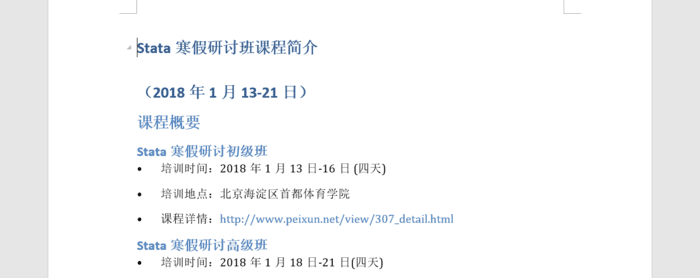 Stata 寒假研讨班课程简介
（2018 年 1 月 13-21 日）
课程概要
Stata 寒假研讨初级班
• 培训时间：2018 年 1 月 13 日-16 日 (四天)
• 培训地点：北京海淀区首都体育学院
• 课程详情：http://www.peixun.net/view/307_detail.html
Stata 寒假研讨高级班
• 培训时间：2018 年 1 月 18 日-21 日(四天)